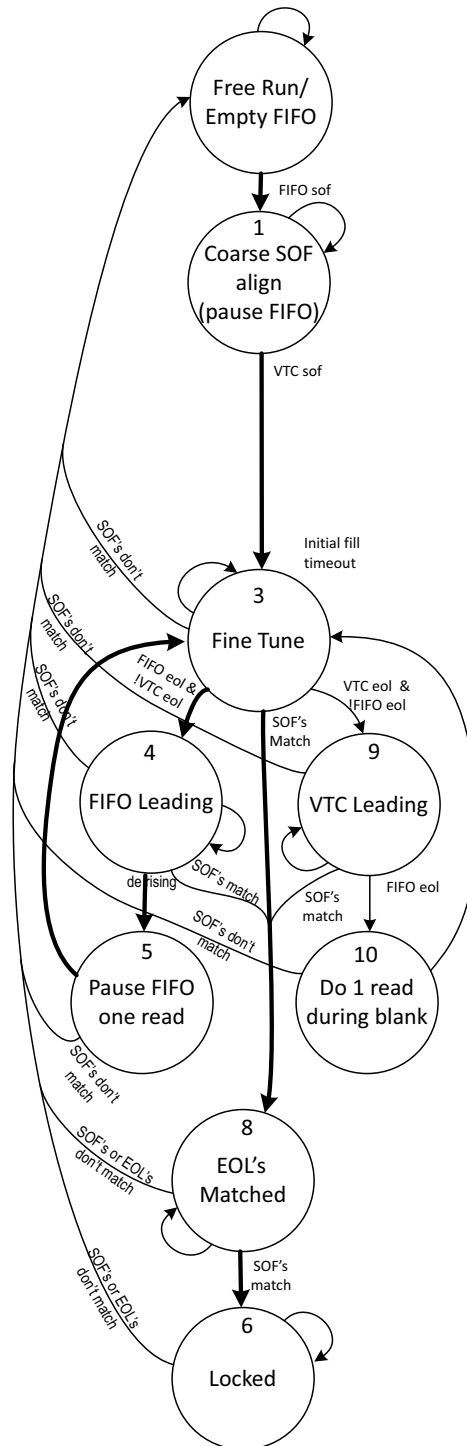 Free Run/
Empty FIFO
FIFO sof
1
Coarse SOF
align
(pause FIFO)
VTC sof
Initial fill
timeout
SOF's don't
match
3
Fine Tune
SOF's don't
match
SOF's don't
match
FIFO eol &
!VTC eol
SOF's
Match
VTC eol &
!FIFO eol
4
FIFO Leading
9
VTC Leading
de rising
SOF's match
SOF's
match
FIFO eol
SOF's don't
match
5
Pause FIFO
one read
10
Do 1 read
during blank
SOF's don't
match
8
EOL's
Matched
SOF's or EOL's
don't match
SOF's
match
SOF's or EOL's
don't match
6
Locked